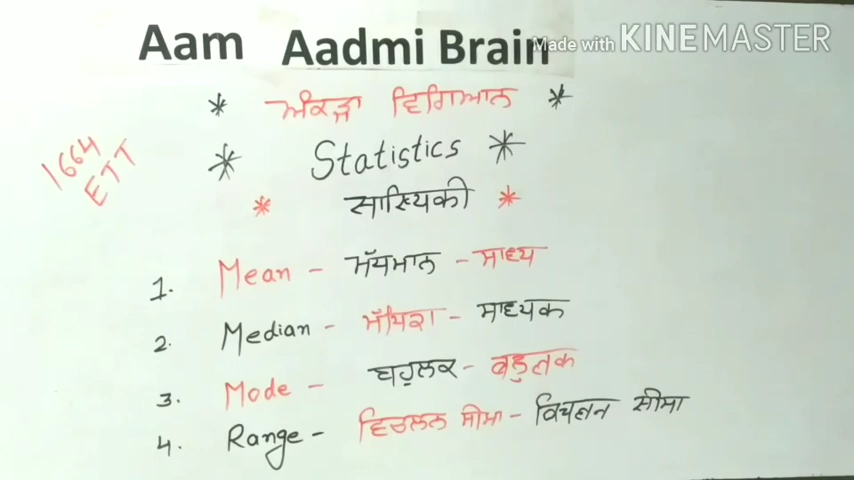 Aam Aadmi Brain
Made with KINEMASTER
* ਅੰਕੜਾ ਵਿਗਿਆਨ *
1664 ETT
* Statistics *
* साख्यिकी *
1. Mean - ਮੱਧਮਾਨ - माध्य
2. Median - ਮੱਧਿਕਾ - माध्यक
3. Mode - ਬਹੁਲਕ - बहुलक
4. Range - ਵਿਚਲਨ ਸੀਮਾ - विचलन सीमा